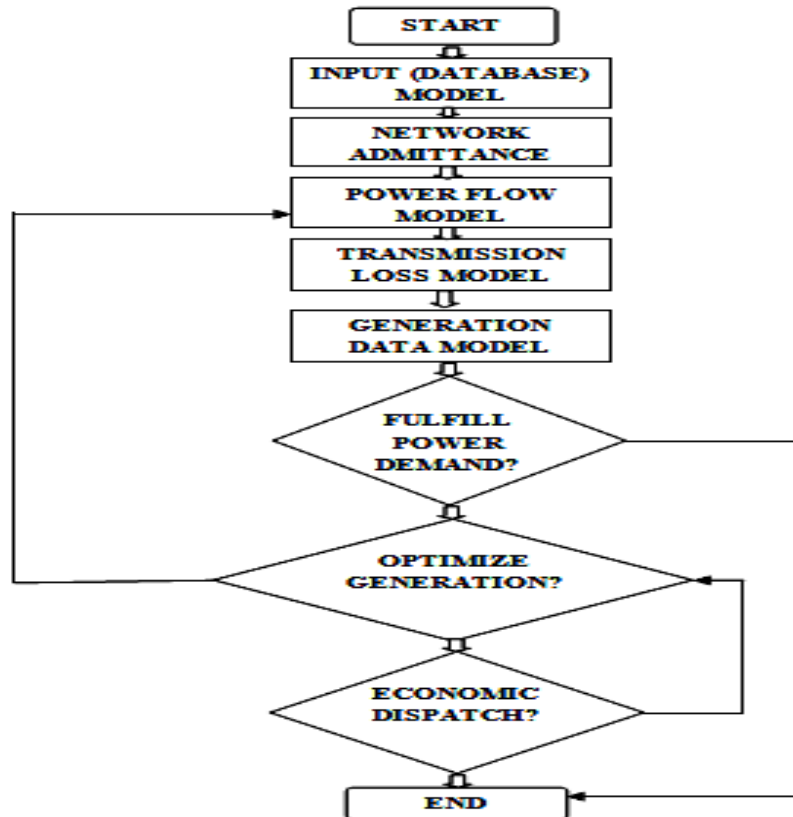 START
INPUT (DATABASE)
MODEL
NETWORK
ADMITTANCE
POWER FLOW
MODEL
TRANSMISSION
LOSS MODEL
GENERATION
DATA MODEL
FULFILL
POWER
DEMAND?
OPTIMIZE
GENERATION?
ECONOMIC
DISPATCH?
END